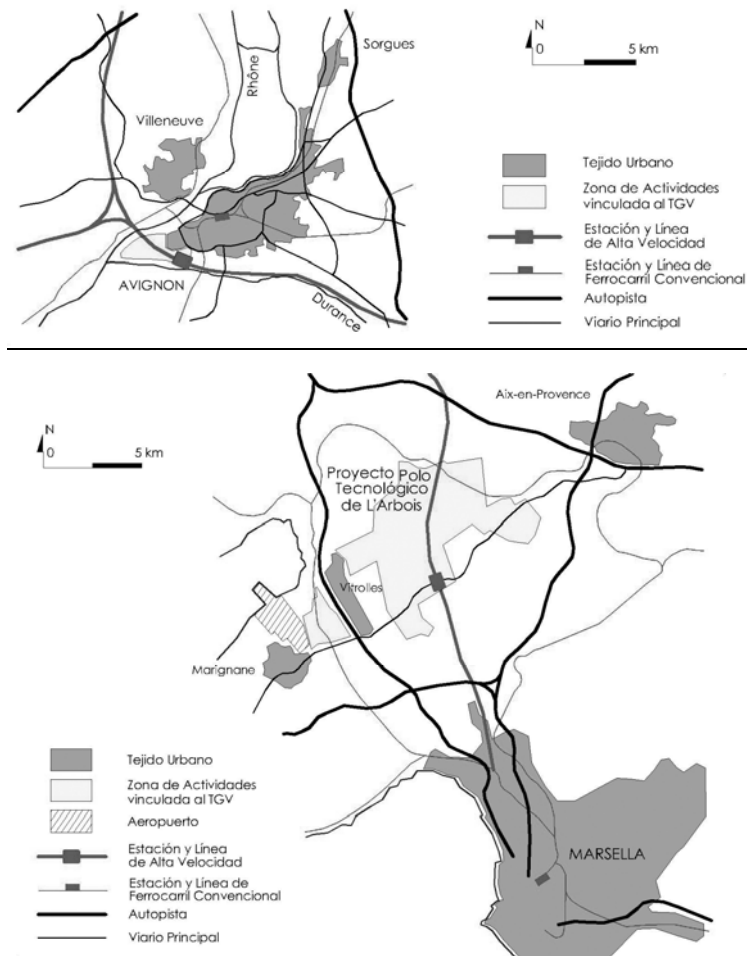 Sorgues
N
0 5 km
Rhône
Villeneuve
AVIGNON
Durance
Tejido Urbano
Zona de Actividades
vinculada al TGV
Estación y Línea
de Alta Velocidad
Estación y Línea de
Ferrocarril Convencional
Autopista
Viario Principal
Aix-en-Provence
N
0 5 km
Proyecto Polo
Tecnológico
de L'Arbois
Vitrolles
Marignane
MARSELLA
Tejido Urbano
Zona de Actividades
vinculada al TGV
Aeropuerto
Estación y Línea
de Alta Velocidad
Estación y Línea de
Ferrocarril Convencional
Autopista
Viario Principal